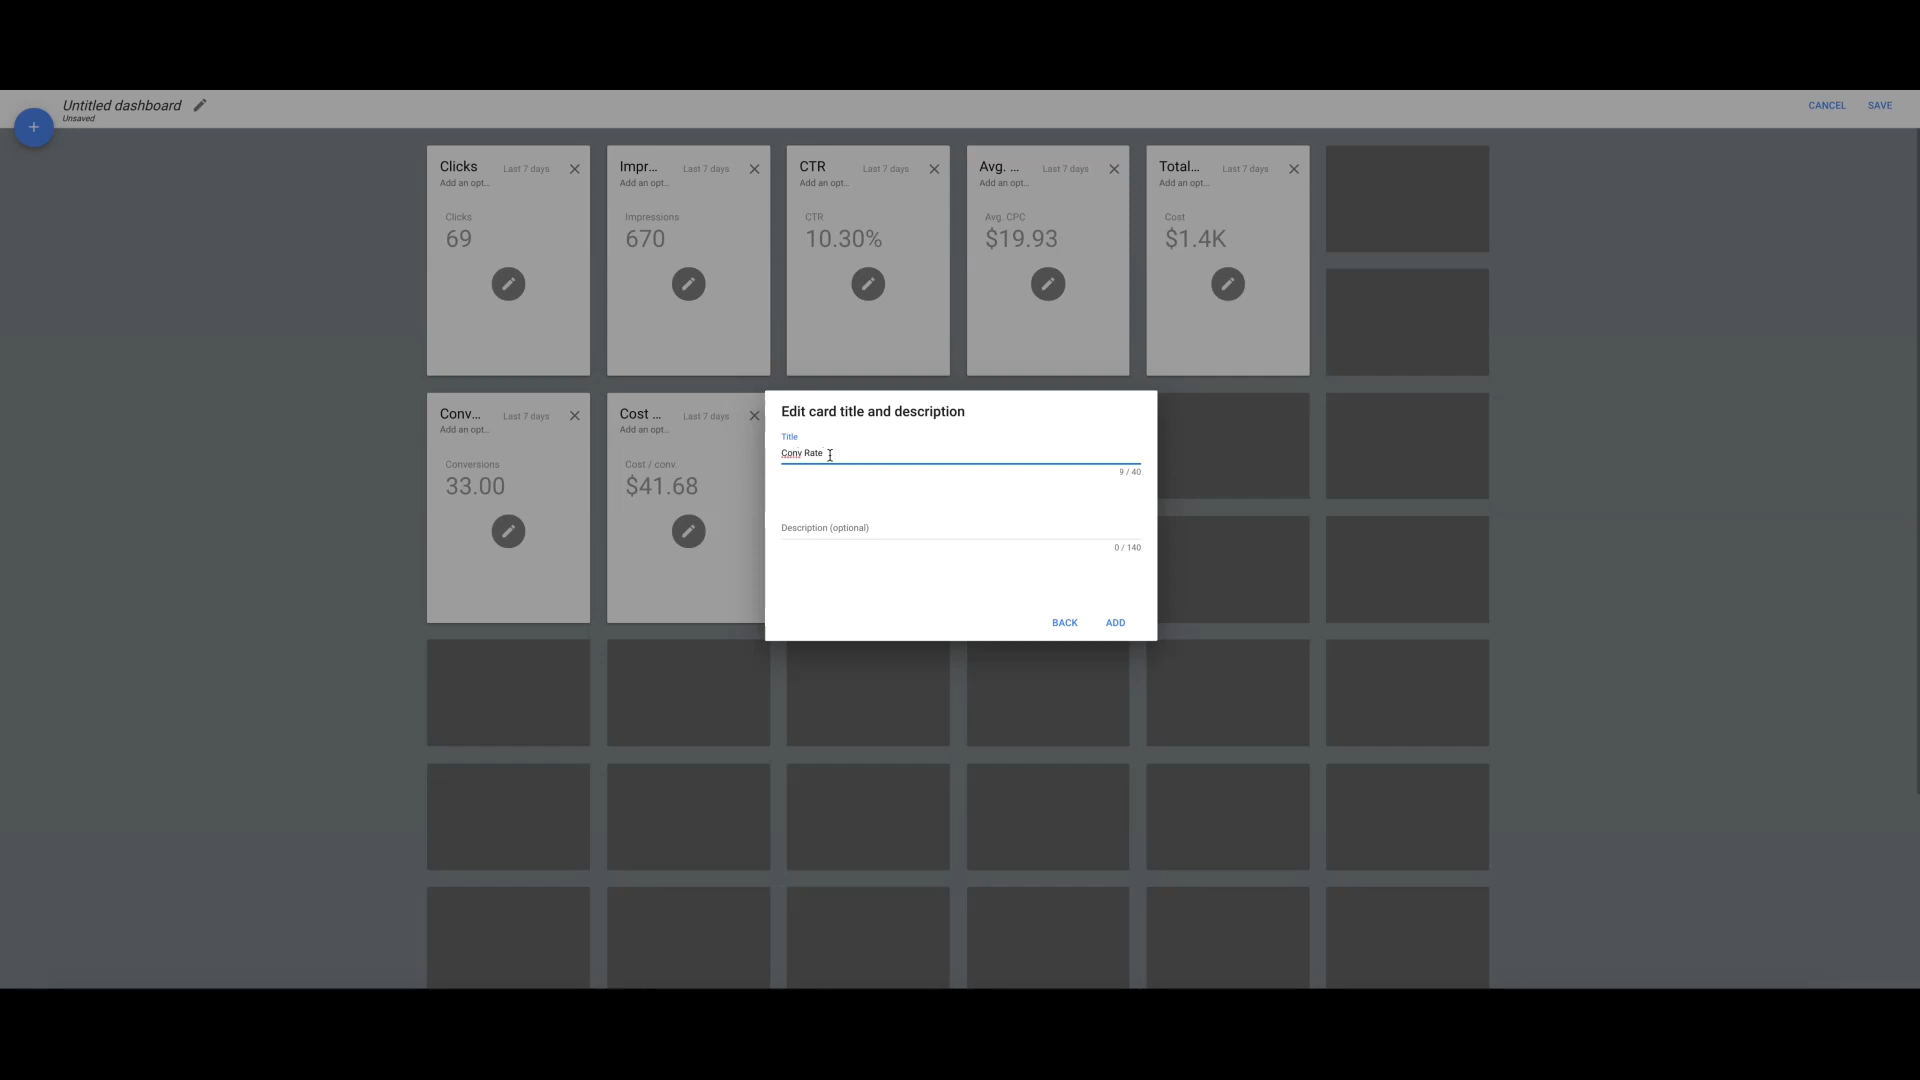 Untitled dashboard
Unsaved
CANCEL SAVE
Clicks Last 7 days
Add an opt...
Clicks
69
Impr... Last 7 days
Add an opt...
Impressions
670
CTR Last 7 days
Add an opt...
CTR
10.30%
Avg. ... Last 7 days
Add an opt...
Avg. CPC
$19.93
Total... Last 7 days
Add an opt...
Cost
$1.4K
Conv... Last 7 days
Add an opt...
Conversions
33.00
Cost ... Last 7 days
Add an opt...
Cost / conv.
$41.68
Edit card title and description
Title
Conv Rate
9 / 40
Description (optional)
0 / 140
BACK ADD